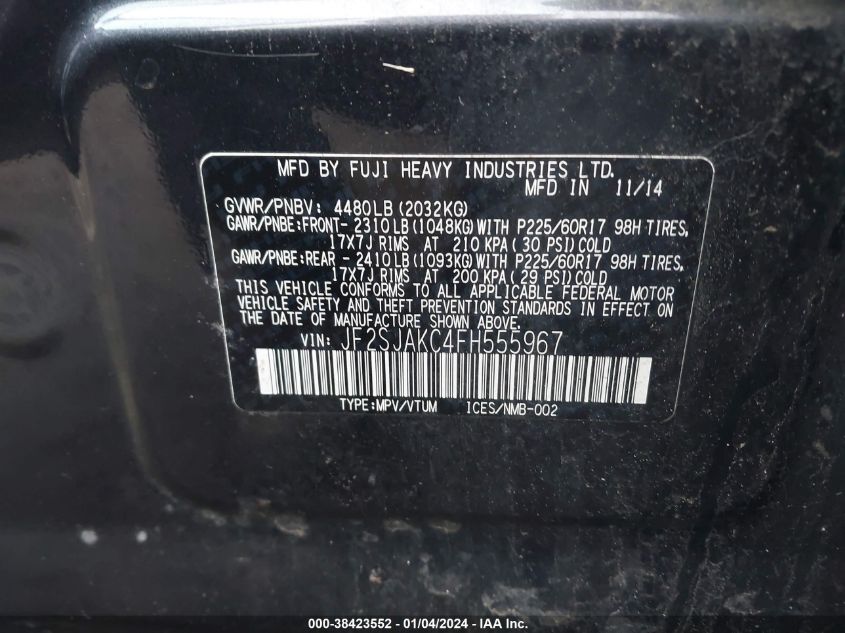 MFD BY FUJI HEAVY INDUSTRIES LTD.
MFD IN 11/14
GVWR/PNBV: 4480LB(2032KG)
GAWR/PNBE:FRONT- 2310LB(1048KG)WITH P225/60R17 98H TIRES,
17X7J RIMS AT 210 KPA( 30 PSI)COLD
GAWR/PNBE:REAR - 2410LB(1093KG)WITH P225/60R17 98H TIRES,
17X7J RIMS AT 200 KPA( 29 PSI)COLD
THIS VEHICLE CONFORMS TO ALL APPLICABLE FEDERAL MOTOR
VEHICLE SAFETY AND THEFT PREVENTION STANDARDS IN EFFECT ON
THE DATE OF MANUFACTURE SHOWN ABOVE.
VIN: JF2SJAKC4FH555967
TYPE:MPV/VTUM ICES/NMB-002
000-38423552 - 01/04/2024 - IAA Inc.